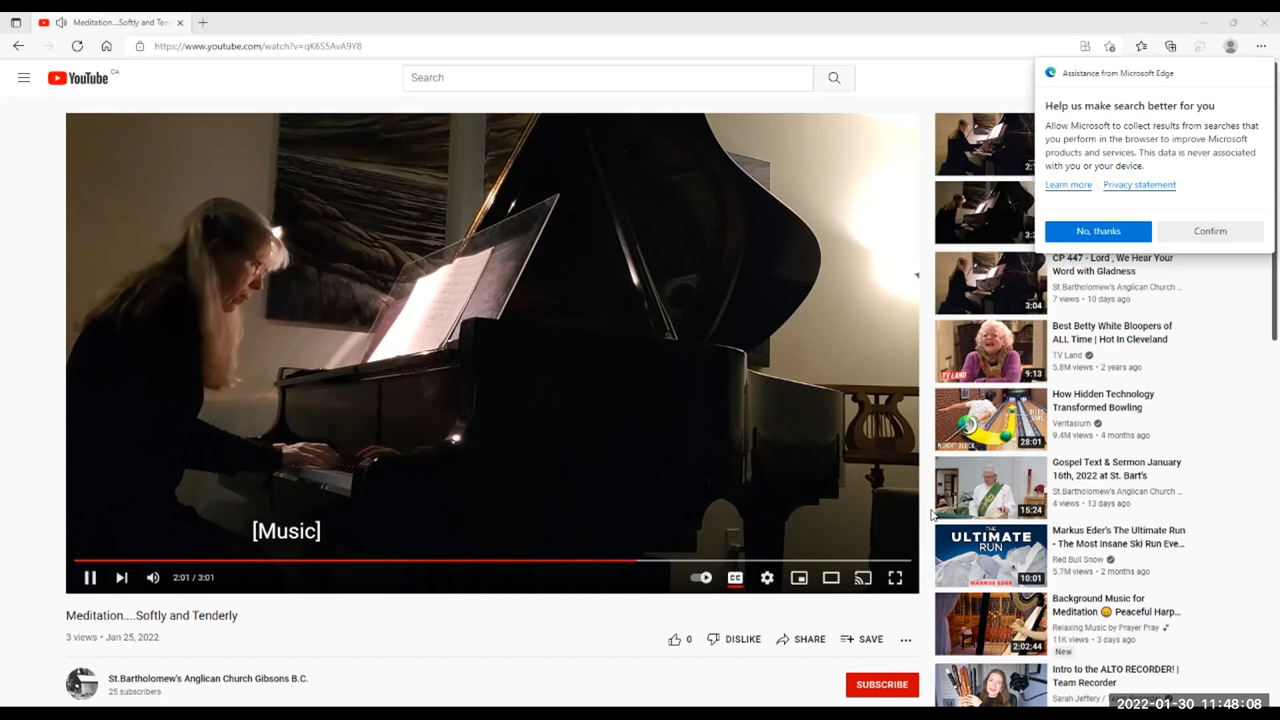 Meditation...Softly and Ten
https://www.youtube.com/watch?v=qK6S5AvA9Y8
YouTube CA
Search
Assistance from Microsoft Edge
Help us make search better for you
Allow Microsoft to collect results from searches that
you perform in the browser to improve Microsoft
products and services. This data is never associated
with you or your device.
Learn more Privacy statement
No, thanks Confirm
[Music]
2:01 / 3:01
CC
Meditation....Softly and Tenderly
3 views • Jan 25, 2022
0 DISLIKE SHARE SAVE
St.Bartholomew's Anglican Church Gibsons B.C.
25 subscribers
SUBSCRIBE
CP 447 - Lord , We Hear Your
Word with Gladness
St.Bartholomew's Anglican Church ...
7 views • 10 days ago
3:04
Best Betty White Bloopers of
ALL Time | Hot In Cleveland
TV Land
5.8M views • 2 years ago
TV LAND
9:13
How Hidden Technology
Transformed Bowling
Veritasium
9.4M views • 4 months ago
WEIGHT BLOCK
28:01
Gospel Text & Sermon January
16th, 2022 at St. Bart's
St.Bartholomew's Anglican Church ...
4 views • 13 days ago
15:24
Markus Eder's The Ultimate Run
- The Most Insane Ski Run Eve...
Red Bull Snow
5.7M views • 2 months ago
THE
ULTIMATE
RUN
MARKUS EDER
10:01
Background Music for
Meditation 😊 Peaceful Harp...
Relaxing Music by Prayer Pray
11K views • 3 days ago
New
2:02:44
Intro to the ALTO RECORDER! |
Team Recorder
Sarah Jeffery /
2022-01-30 11:48:08